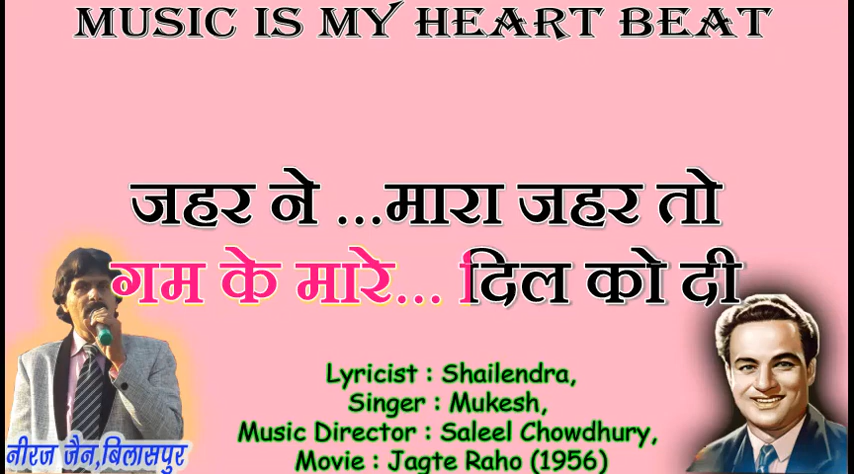 MUSIC IS MY HEART BEAT
जहर ने ...मारा जहर तो
गम के मारे... दिल को दी
Lyricist : Shailendra,
Singer : Mukesh,
Music Director : Saleel Chowdhury,
Movie : Jagte Raho (1956)
नीरज जैन,बिलासपुर